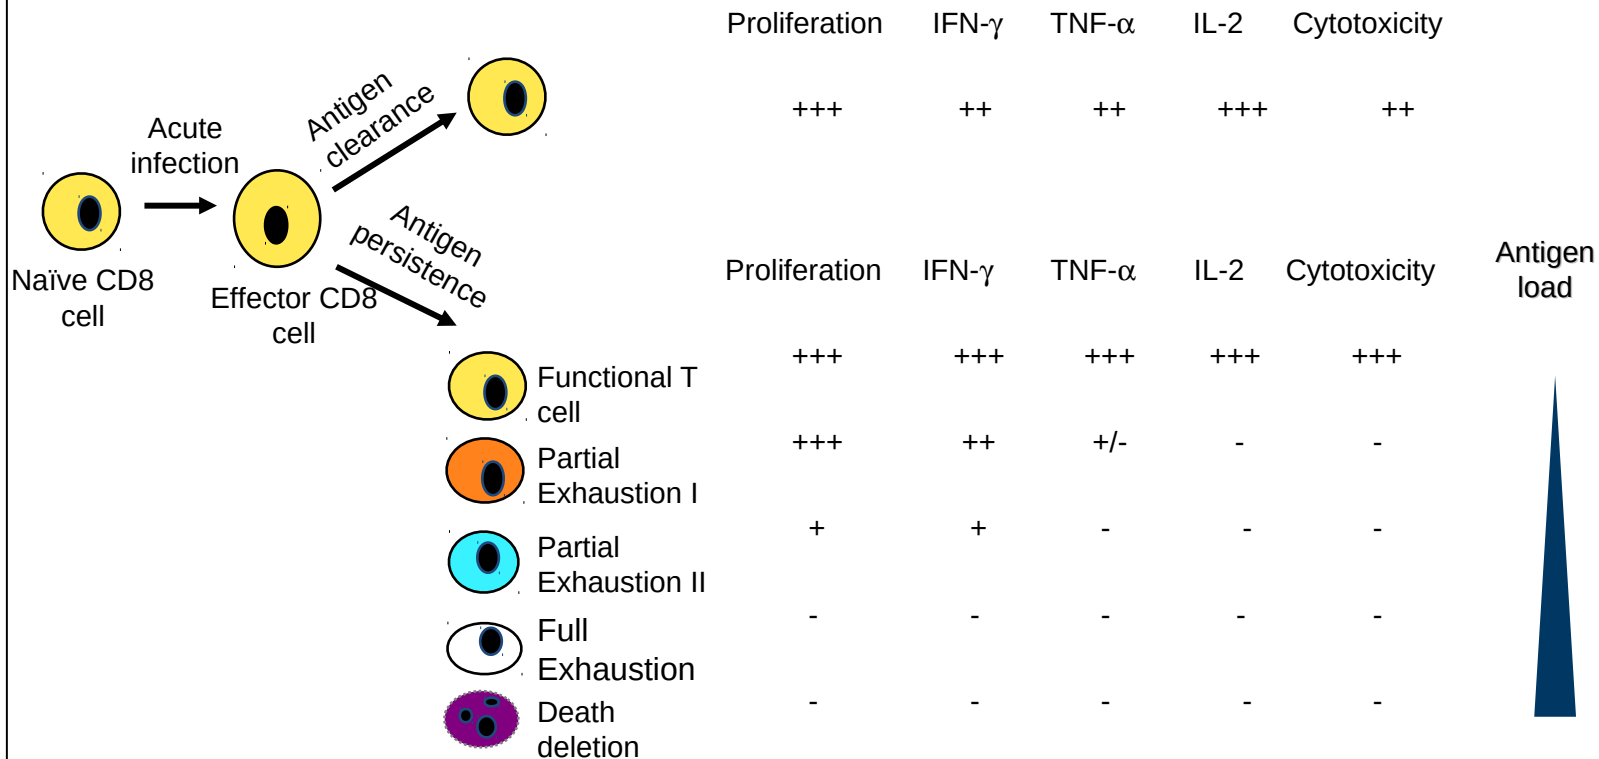 Proliferation IFN-γ TNF-α IL-2 Cytotoxicity
+++ ++ ++ +++ ++
Antigen
clearance
Acute
infection
Naïve CD8
cell
Effector CD8
cell
Antigen
persistence
Proliferation IFN-γ TNF-α IL-2 Cytotoxicity
Antigen
load
+++ +++ +++ +++ +++
Functional T
cell
+++ ++ +/- - -
Partial
Exhaustion I
+ + - - -
Partial
Exhaustion II
- - - - -
Full
Exhaustion
- - - - -
Death
deletion